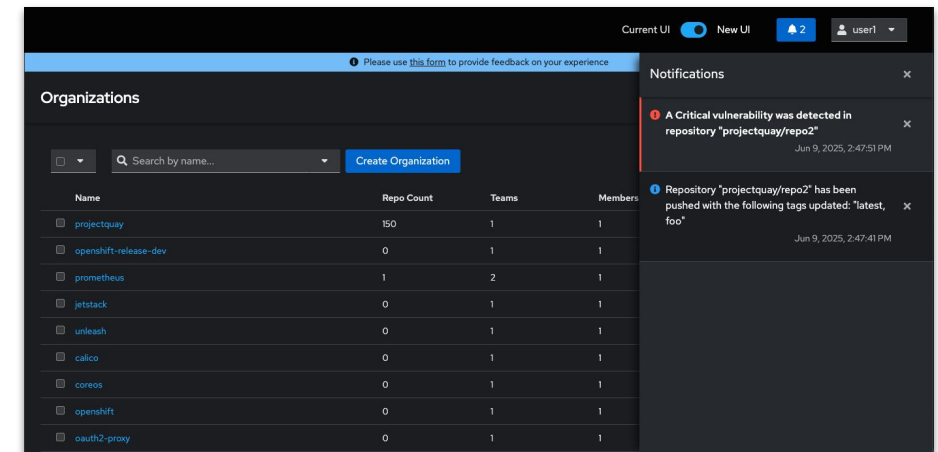 Current UI New UI 2 user1
Please use this form to provide feedback on your experience
Organizations
Search by name... Create Organization
Name Repo Count Teams Members
projectquay 150 1 1
openshift-release-dev 0 1 1
prometheus 1 2 1
jetstack 0 1 1
unleash 0 1 1
calico 0 1 1
coreos 0 1 1
openshift 0 1 1
oauth2-proxy 0 1 1
Notifications
A Critical vulnerability was detected in
repository "projectquay/repo2"
Jun 9, 2025, 2:47:51 PM
Repository "projectquay/repo2" has been
pushed with the following tags updated: "latest,
foo"
Jun 9, 2025, 2:47:41 PM